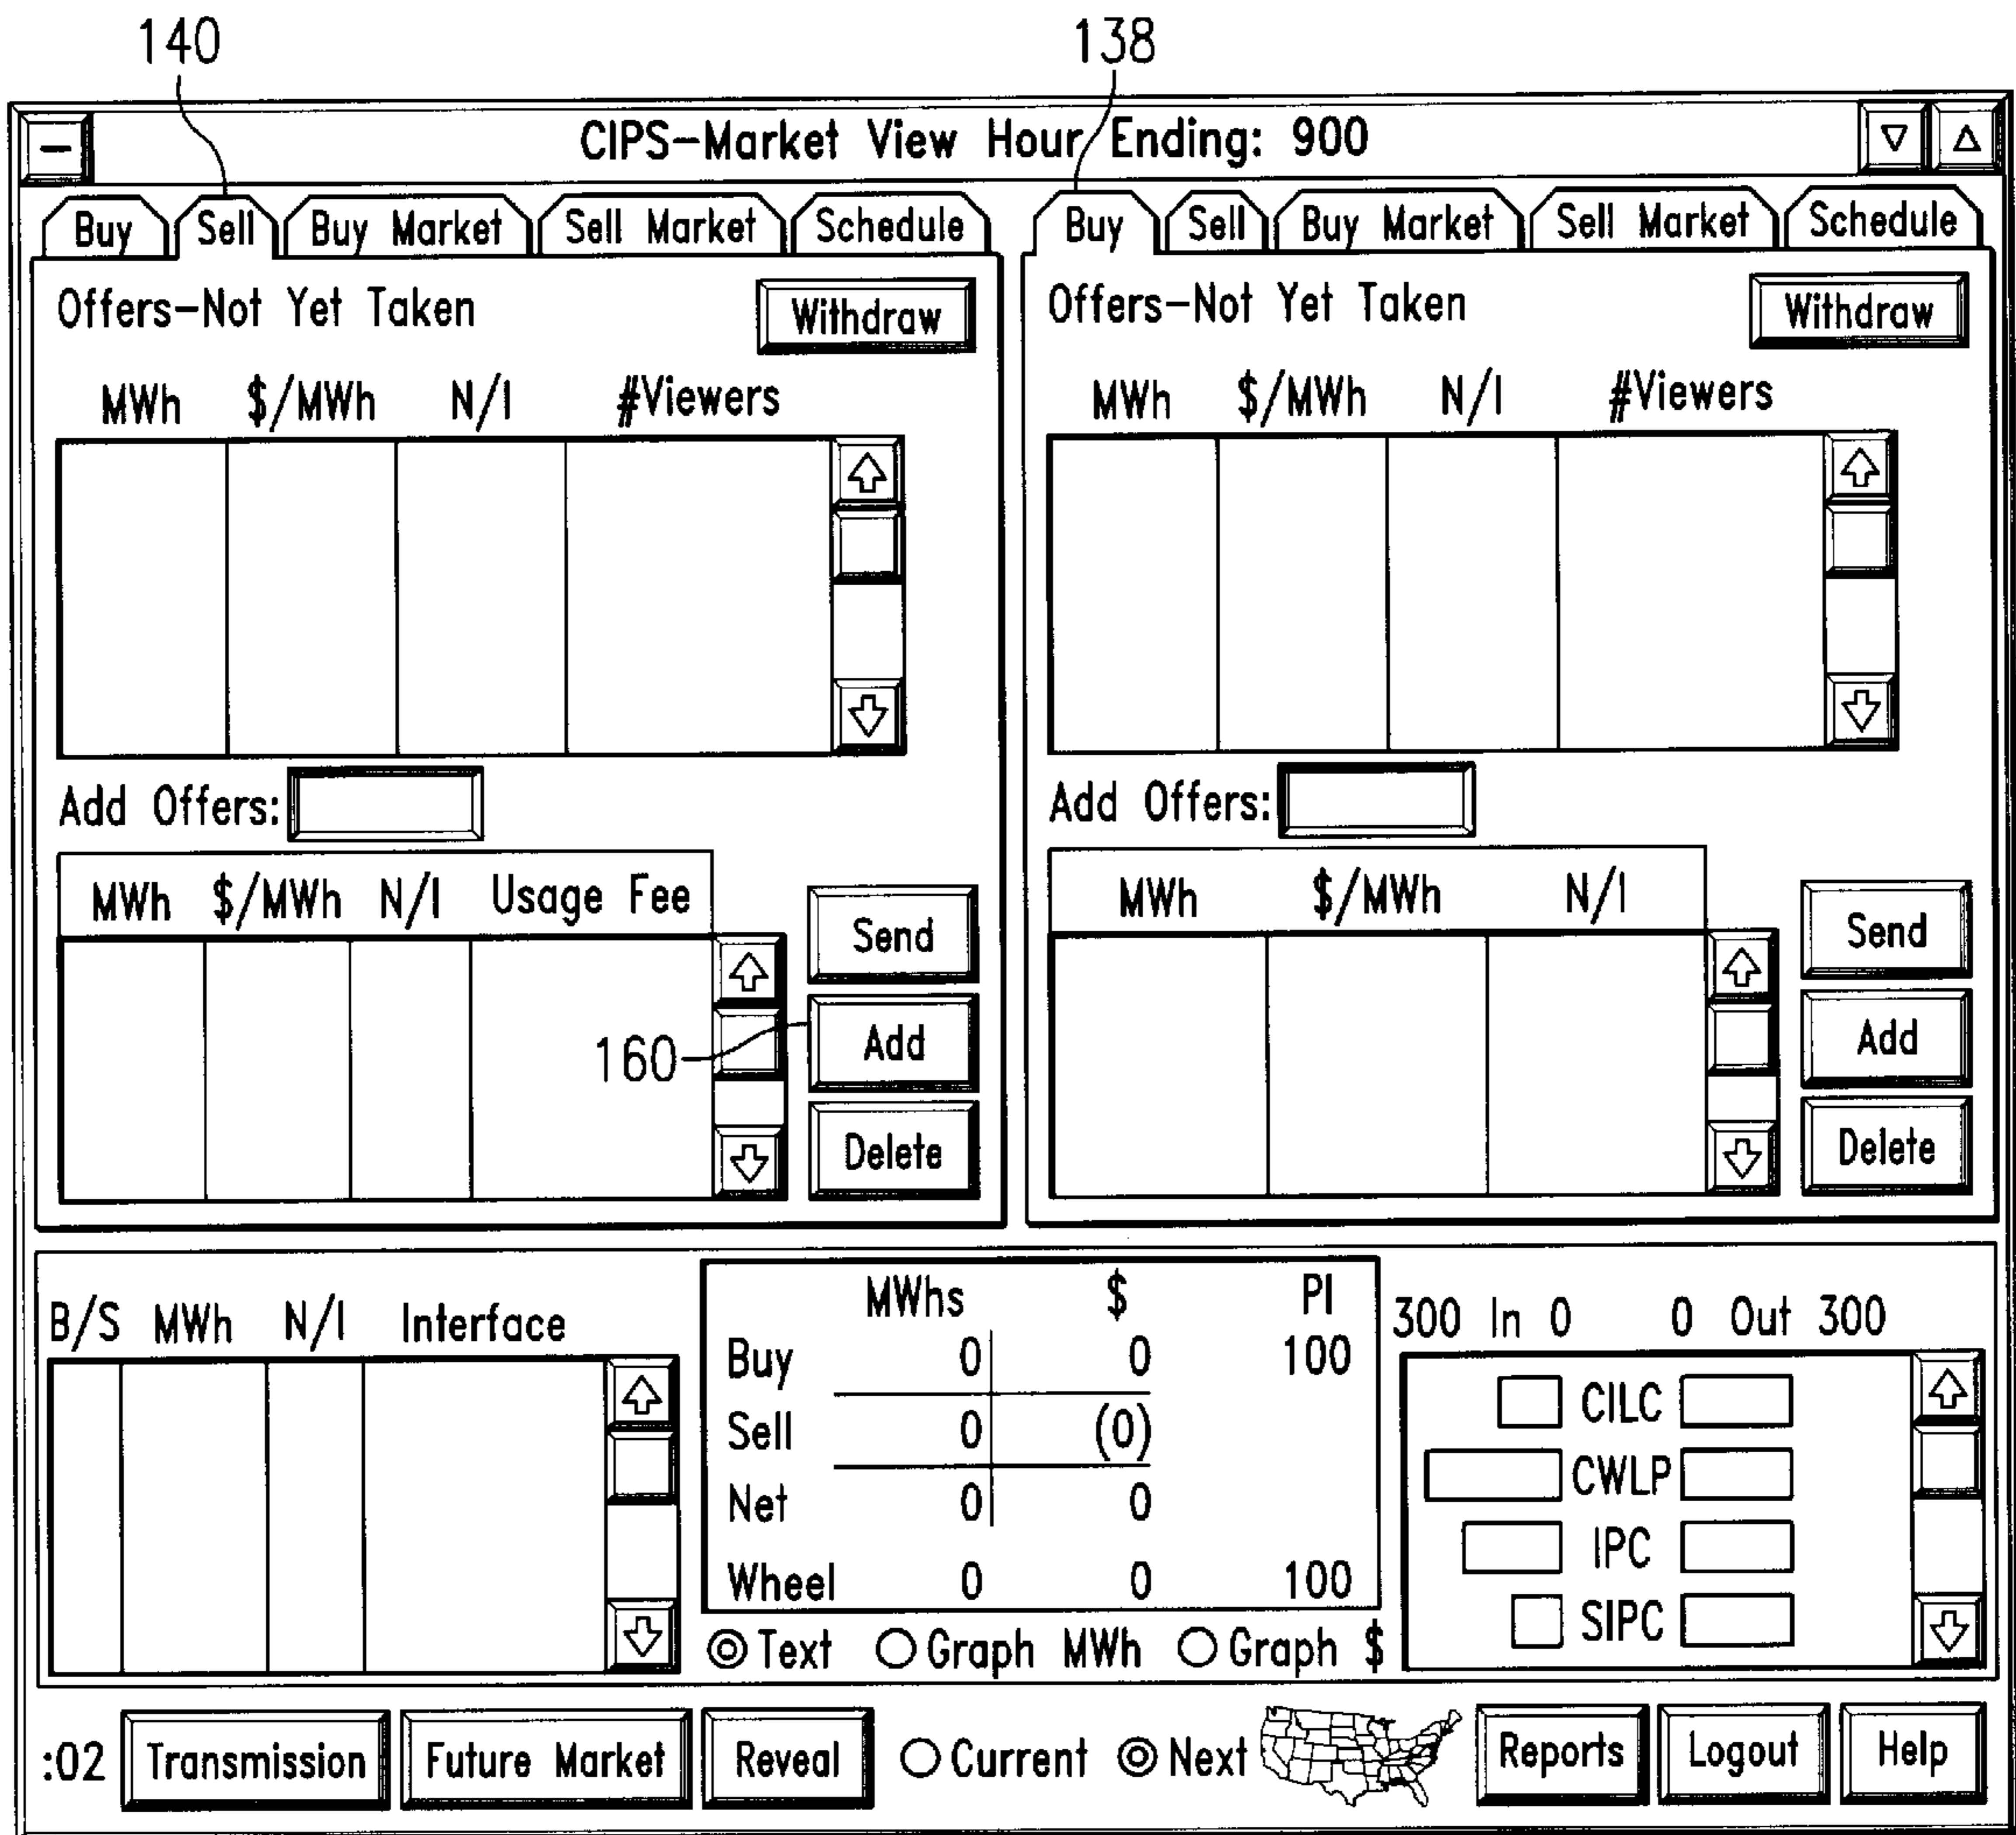 140
138
CIPS-Market View Hour Ending: 900
Buy Sell Buy Market Sell Market Schedule
Offers-Not Yet Taken Withdraw
MWh $/MWh N/I #Viewers
Add Offers:
MWh $/MWh N/I Usage Fee
Send
160 Add
Delete
Buy Sell Buy Market Sell Market Schedule
Offers-Not Yet Taken Withdraw
MWh $/MWh N/I #Viewers
Add Offers:
MWh $/MWh N/I
Send
Add
Delete
B/S MWh N/I Interface
MWhs $ PI
Buy 0 0 100
Sell 0 (0)
Net 0 0
Wheel 0 0 100
Text Graph MWh Graph $
300 In 0 0 Out 300
CILC
CWLP
IPC
SIPC
:02 Transmission Future Market Reveal Current Next Reports Logout Help